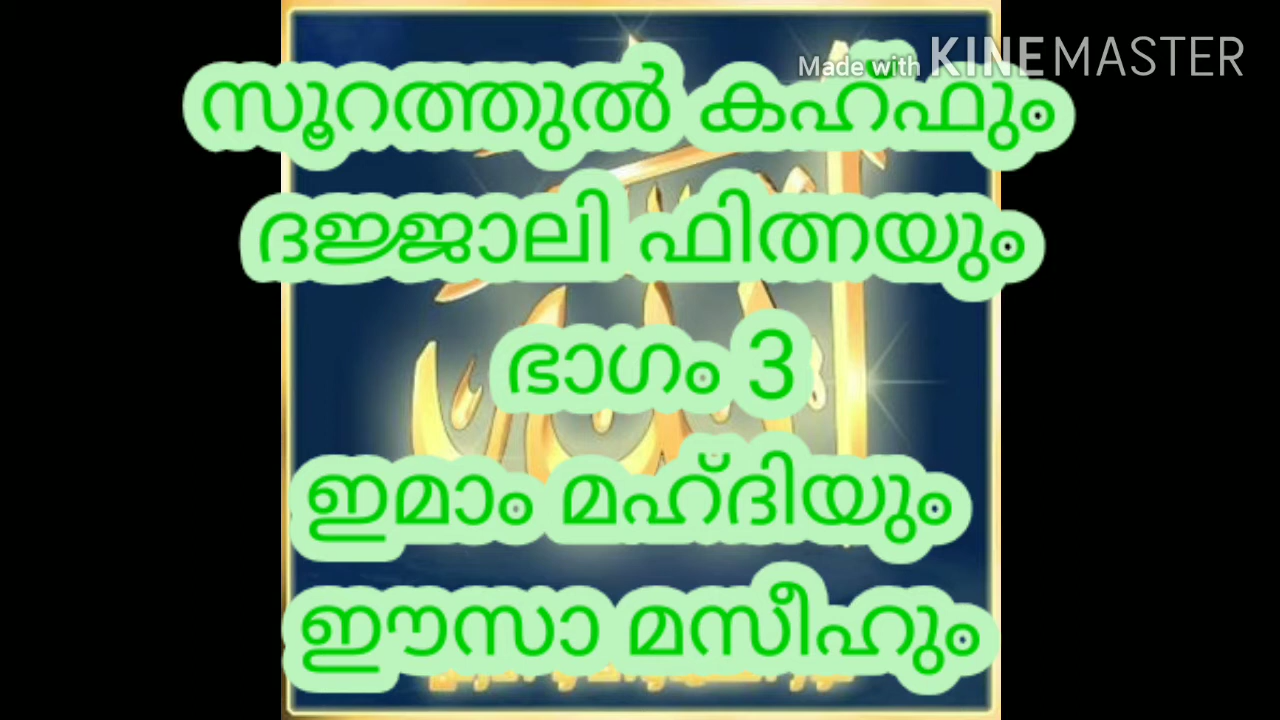 Made with KINEMASTER
സൂറത്തുൽ കഹ്ഫും
ദജ്ജാലി ഫിത്നയും
ഭാഗം 3
ഇമാം മഹ്ദിയും
ഈസാ മസീഹും